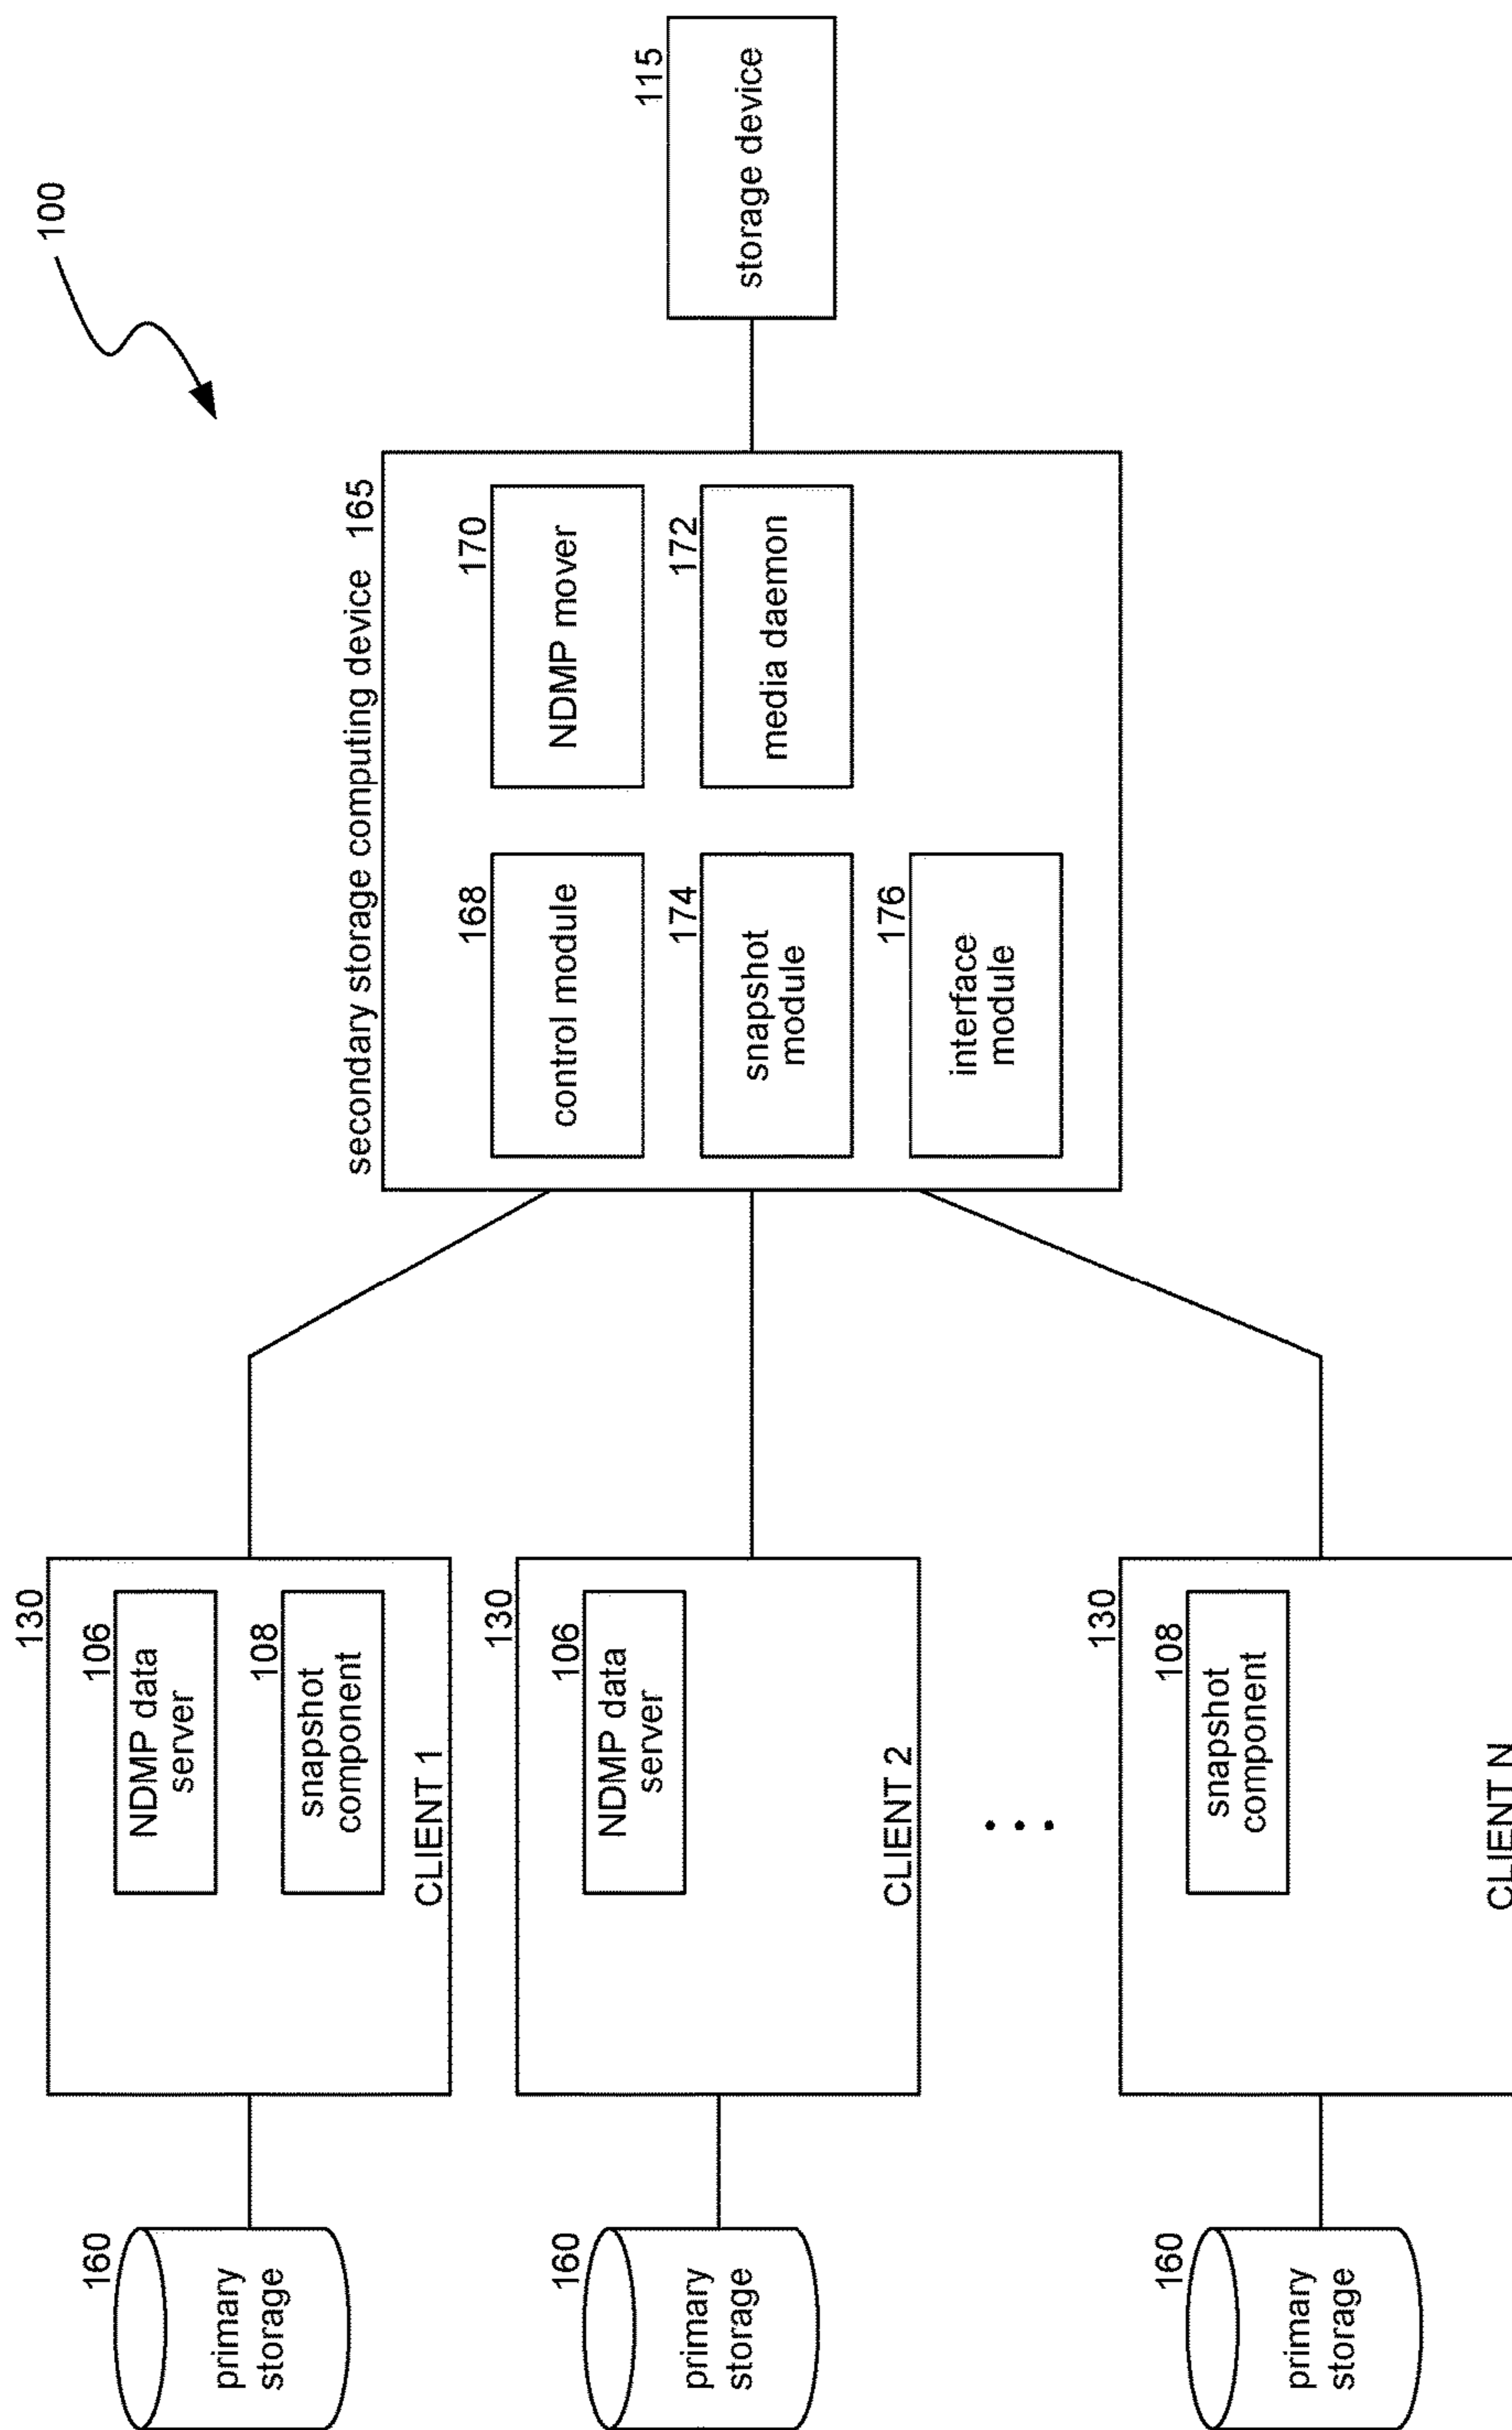 100
160
primary
storage
130
106
NDMP data
server
108
snapshot
component
CLIENT 1
160
primary
storage
130
106
NDMP data
server
CLIENT 2
160
primary
storage
130
108
snapshot
component
CLIENT N
secondary storage computing device 165
168
control module
170
NDMP mover
174
snapshot
module
172
media daemon
176
interface
module
115
storage device